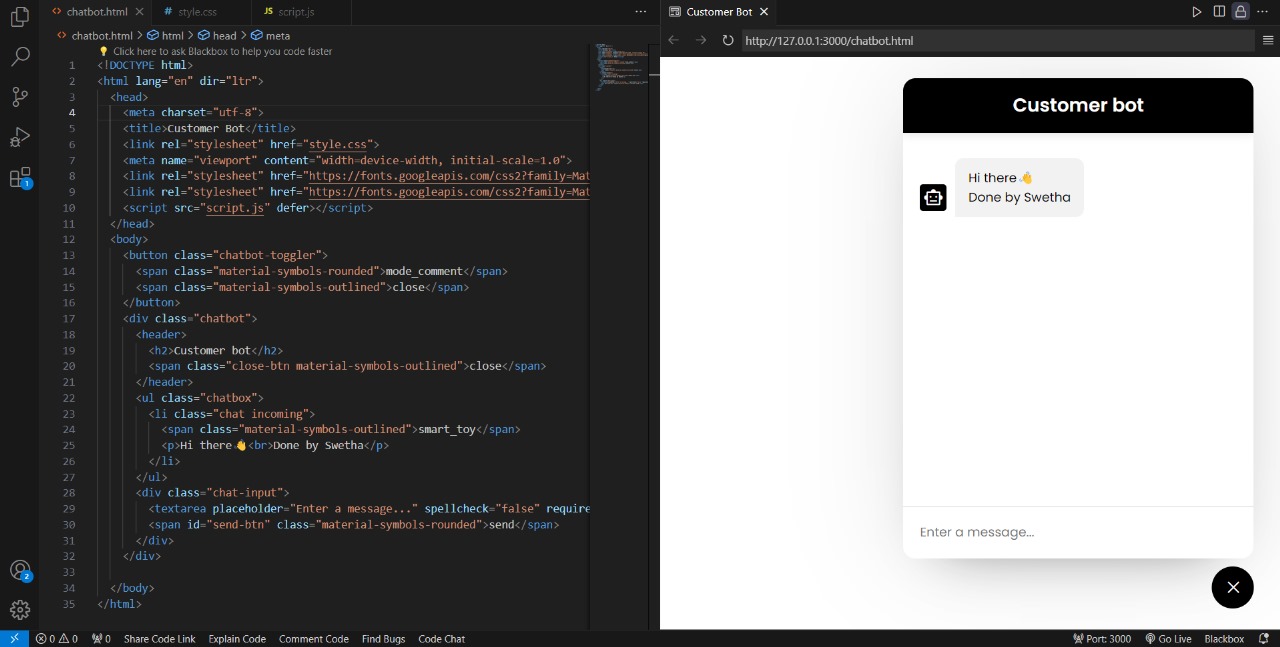 chatbot.html
style.css
JS script.js
chatbot.html > html > head > meta
Click here to ask Blackbox to help you code faster
1 <!DOCTYPE html>
2 <html lang="en" dir="ltr">
3 <head>
4 <meta charset="utf-8">
5 <title>Customer Bot</title>
6 <link rel="stylesheet" href="style.css">
7 <meta name="viewport" content="width=device-width, initial-scale=1.0">
8 <link rel="stylesheet" href="https://fonts.googleapis.com/css2?family=Mat
9 <link rel="stylesheet" href="https://fonts.googleapis.com/css2?family=Mat
10 <script src="script.js" defer></script>
11 </head>
12 <body>
13 <button class="chatbot-toggler">
14 <span class="material-symbols-rounded">mode_comment</span>
15 <span class="material-symbols-outlined">close</span>
16 </button>
17 <div class="chatbot">
18 <header>
19 <h2>Customer bot</h2>
20 <span class="close-btn material-symbols-outlined">close</span>
21 </header>
22 <ul class="chatbox">
23 <li class="chat incoming">
24 <span class="material-symbols-outlined">smart_toy</span>
25 <p>Hi there👋<br>Done by Swetha</p>
26 </li>
27 </ul>
28 <div class="chat-input">
29 <textarea placeholder="Enter a message..." spellcheck="false" require
30 <span id="send-btn" class="material-symbols-rounded">send</span>
31 </div>
32 </div>
33
34 </body>
35 </html>
1
2
0 0 0 Share Code Link Explain Code Comment Code Find Bugs Code Chat
Customer Bot
http://127.0.0.1:3000/chatbot.html
Customer bot
Hi there👋
Done by Swetha
Enter a message...
Port: 3000 Go Live Blackbox